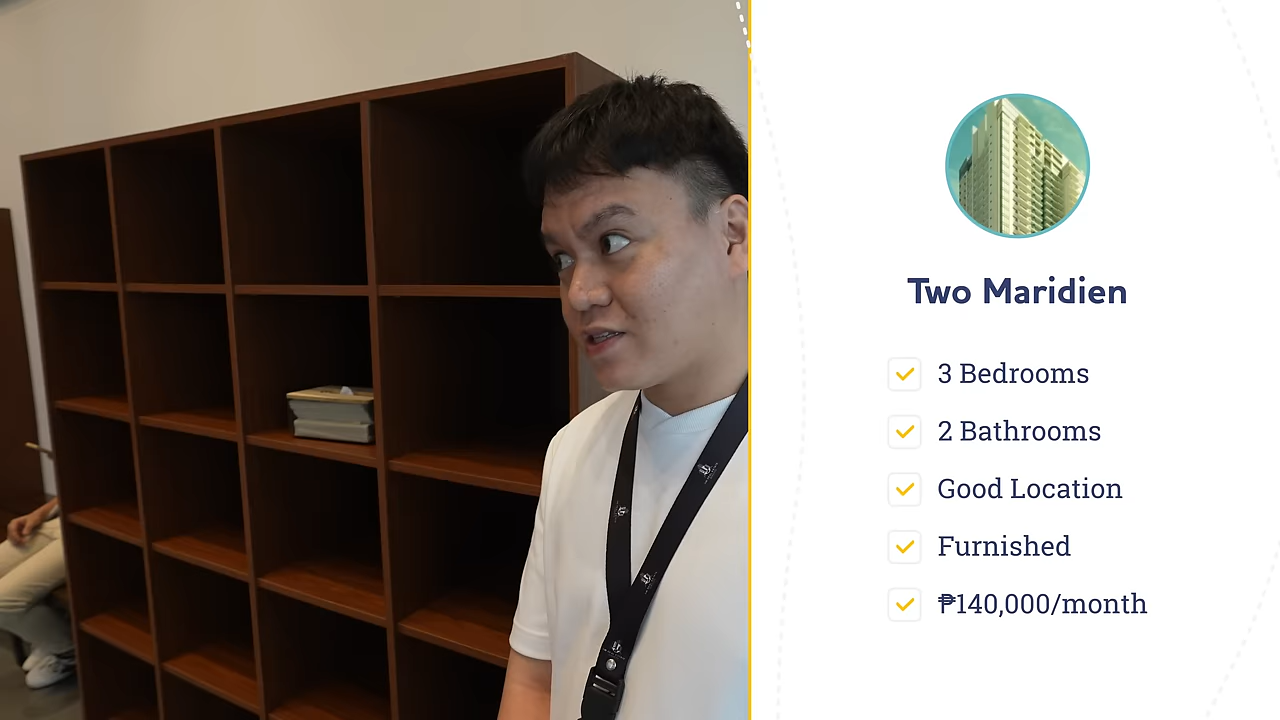 Two Maridien
3 Bedrooms
2 Bathrooms
Good Location
Furnished
₱140,000/month